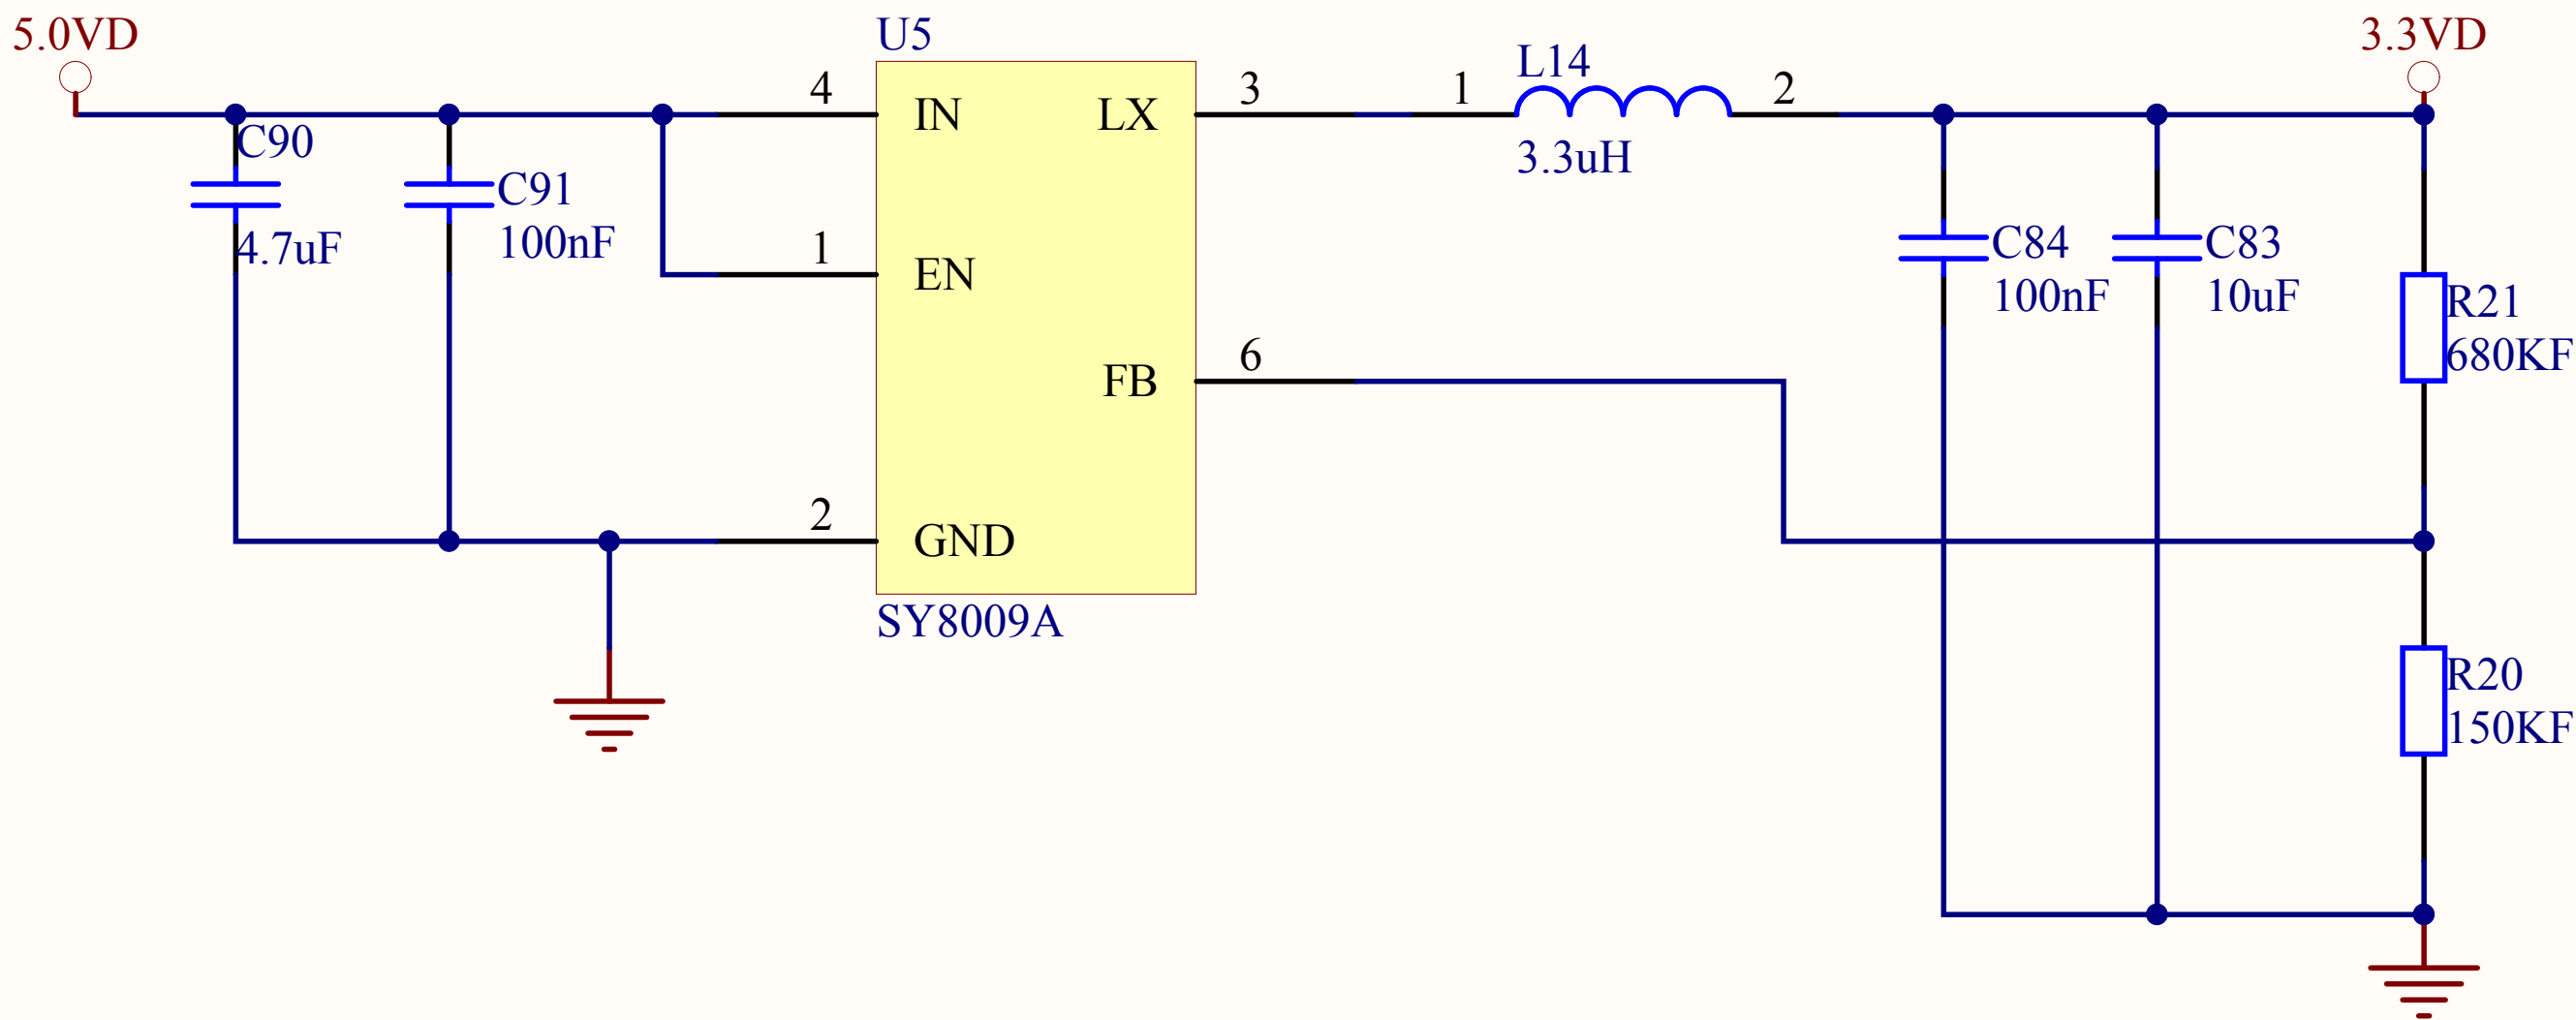 5.0VD
U5
3.3VD
L14
4
IN
LX
3
1
2
C90
3.3uH
C91
4.7uF
100nF
1
EN
C84
100nF
C83
10uF
R21
680KF
FB
6
2
GND
SY8009A
R20
150KF